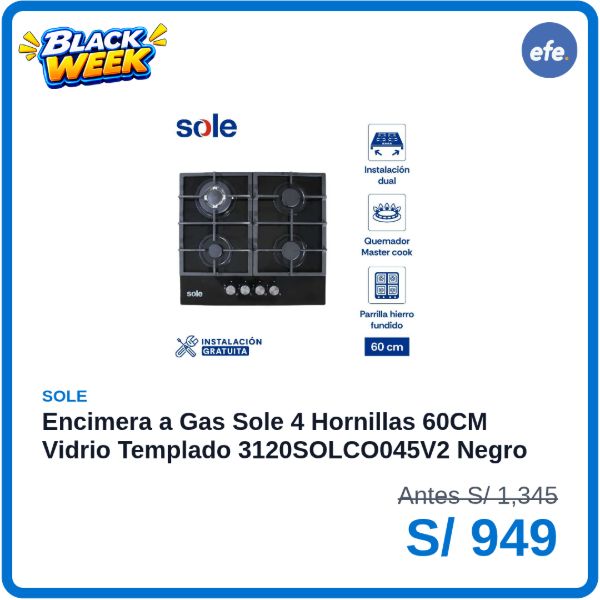 BLACK
WEEK
efe.
sole
Instalación
dual
Quemador
Master cook
Parrilla hierro
fundido
60 cm
sole
INSTALACIÓN
GRATUITA
SOLE
Encimera a Gas Sole 4 Hornillas 60CM
Vidrio Templado 3120SOLCO045V2 Negro
Antes S/ 1,345
S/ 949